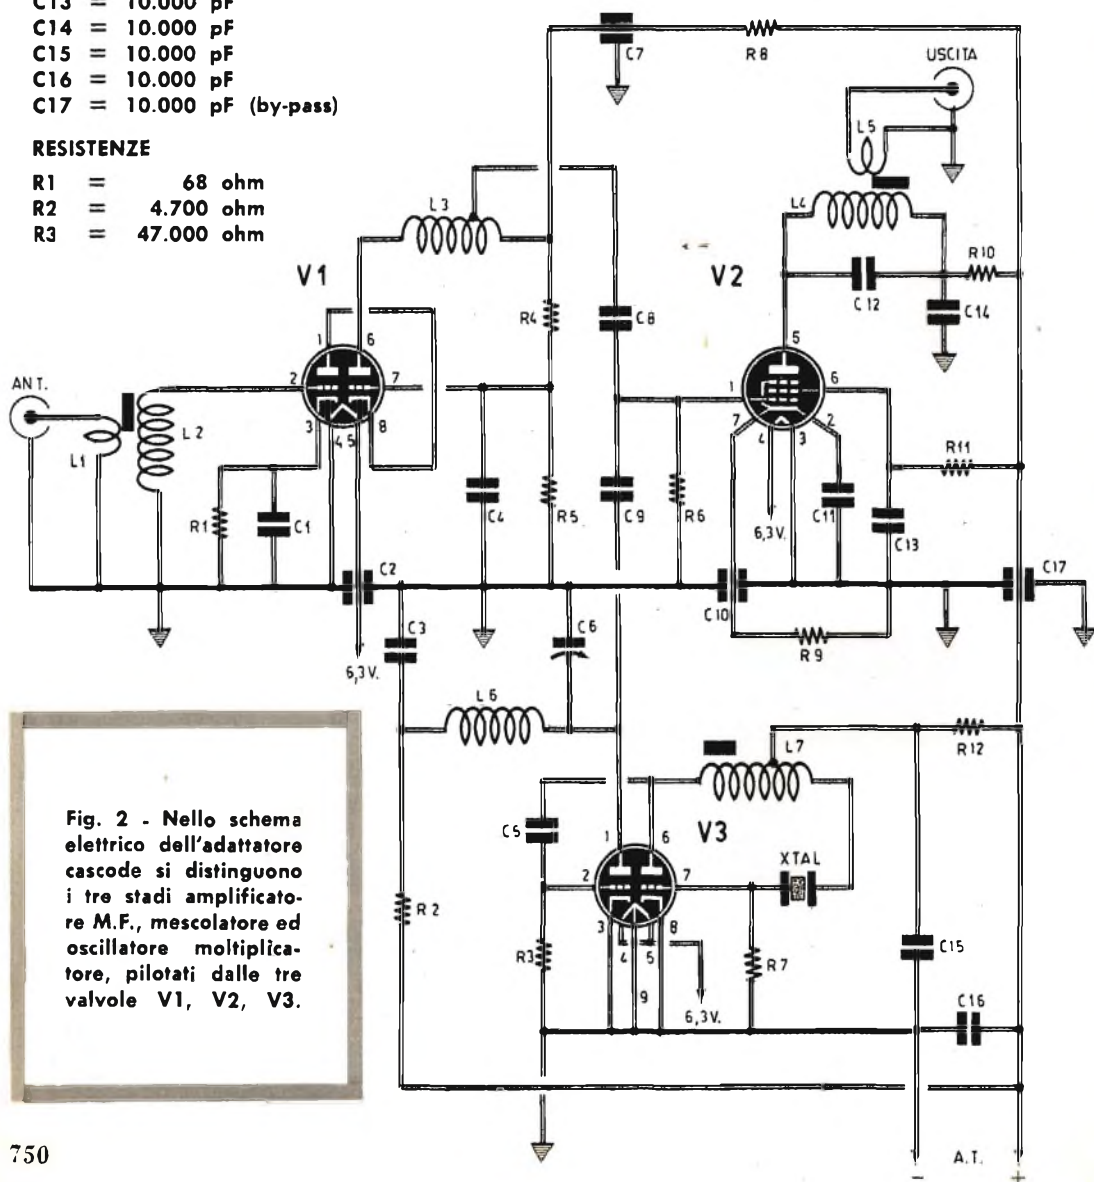 C13 = 10.000 pF
C14 = 10.000 pF
C15 = 10.000 pF
C16 = 10.000 pF
C17 = 10.000 pF (by-pass)
RESISTENZE
R1 = 68 ohm
R2 = 4.700 ohm
R3 = 47.000 ohm
C7
R8
USCITA
L5
L3
L4
V1
V2
R10
C12
C14
R4
C8
1
6
5
ANT.
2
7
1
6
3
4
5
8
7
4
3
2
L1
L2
R11
R1
C1
C4
R5
C9
R6
6,3V.
C11
C13
C2
C10
C17
C3
C6
6,3V.
R9
L6
L7
R12
C5
1
6
V3
XTAL
2
7
3
4
5
8
R2
R3
R7
9
6,3V.
C15
C16
Fig. 2 - Nello schema
elettrico dell'adattatore
cascode si distinguono
i tre stadi amplificato-
re M.F., mescolatore ed
oscillatore moltiplica-
tore, pilotati dalle tre
valvole V1, V2, V3.
750
A.T.
-
+